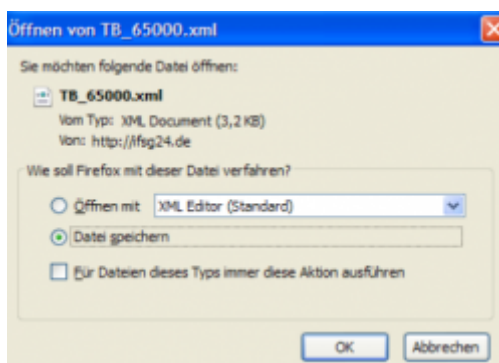 Öffnen von TB_65000.xml
Sie möchten folgende Datei öffnen:
TB_65000.xml
Vom Typ: XML Document (3,2 KB)
Von: http://ifsg24.de
Wie soll Firefox mit dieser Datei verfahren?
Öffnen mit XML Editor (Standard)
Datei speichern
Für Dateien dieses Typs immer diese Aktion ausführen
OK Abbrechen